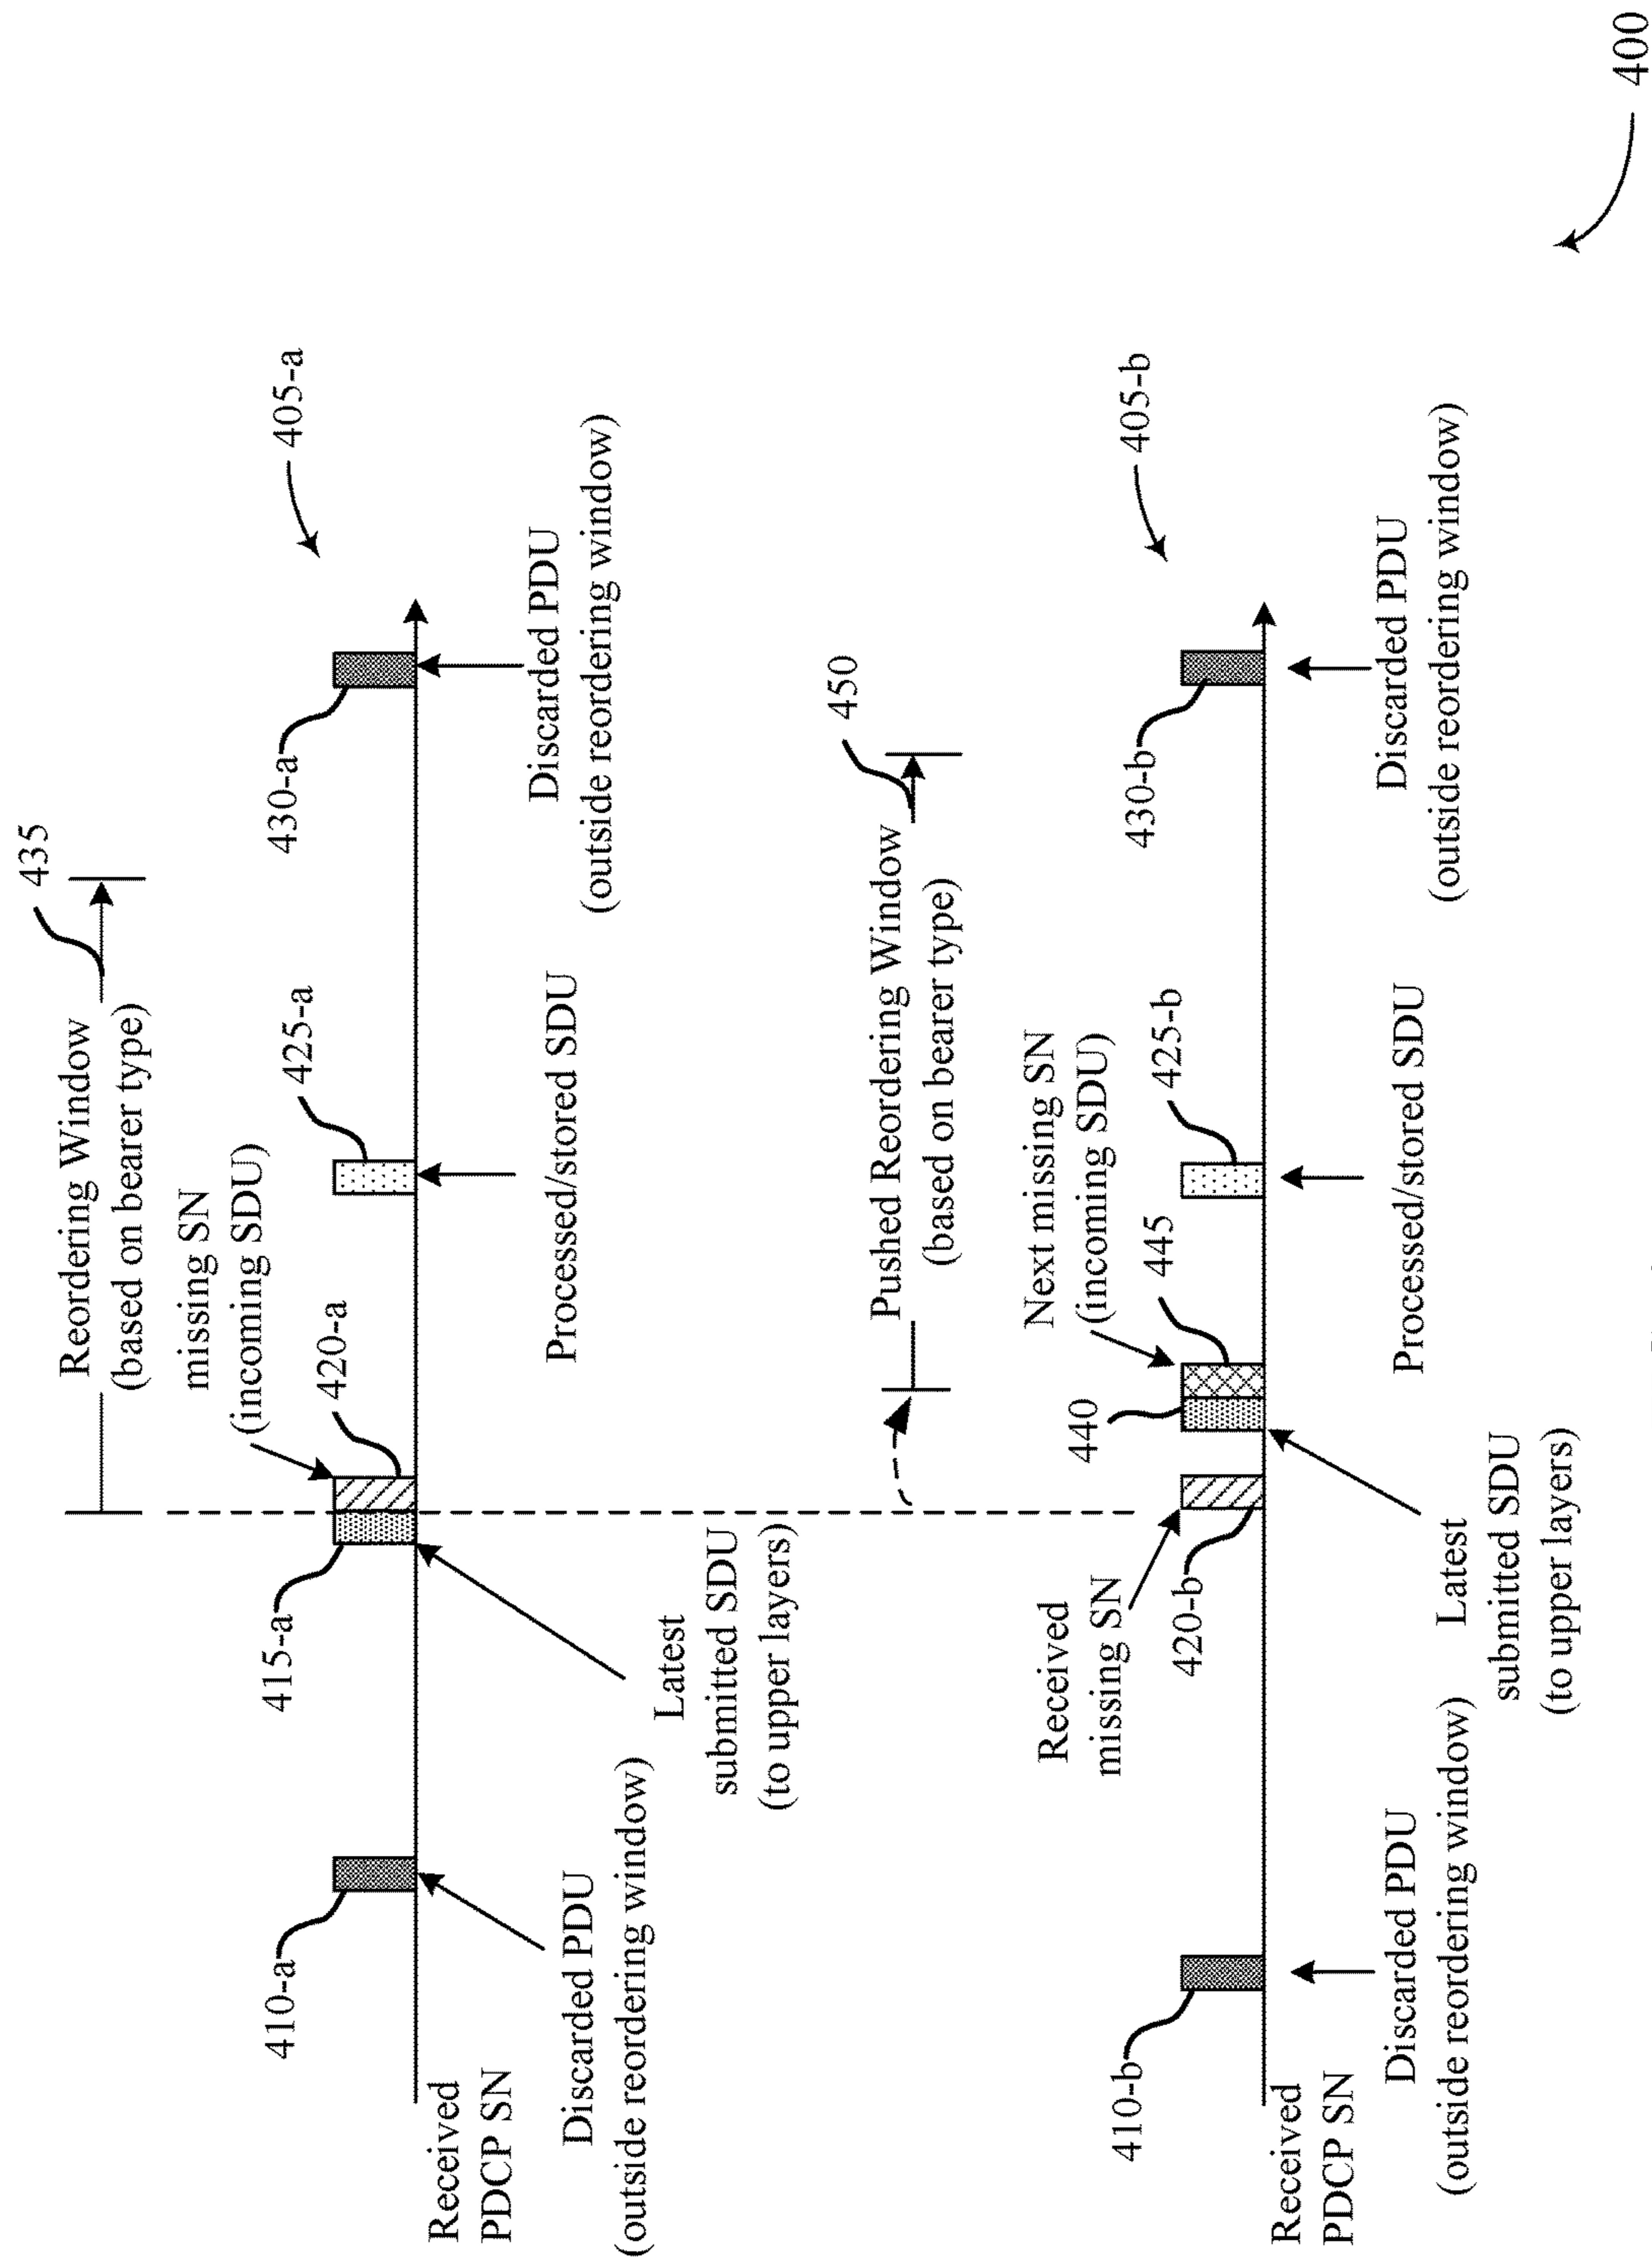 Reordering Window
(based on bearer type)
435
missing SN
(incoming SDU)
420-a
425-a
430-a
405-a
415-a
410-a
Received
PDCP SN
Discarded PDU
(outside reordering window)
Latest
submitted SDU
(to upper layers)
Processed/stored SDU
Discarded PDU
(outside reordering window)
Pushed Reordering Window
(based on bearer type)
450
Next missing SN
(incoming SDU)
440
445
425-b
430-b
405-b
Received
missing SN
420-b
410-b
Received
PDCP SN
Discarded PDU
(outside reordering window)
Latest
submitted SDU
(to upper layers)
Processed/stored SDU
Discarded PDU
(outside reordering window)
400